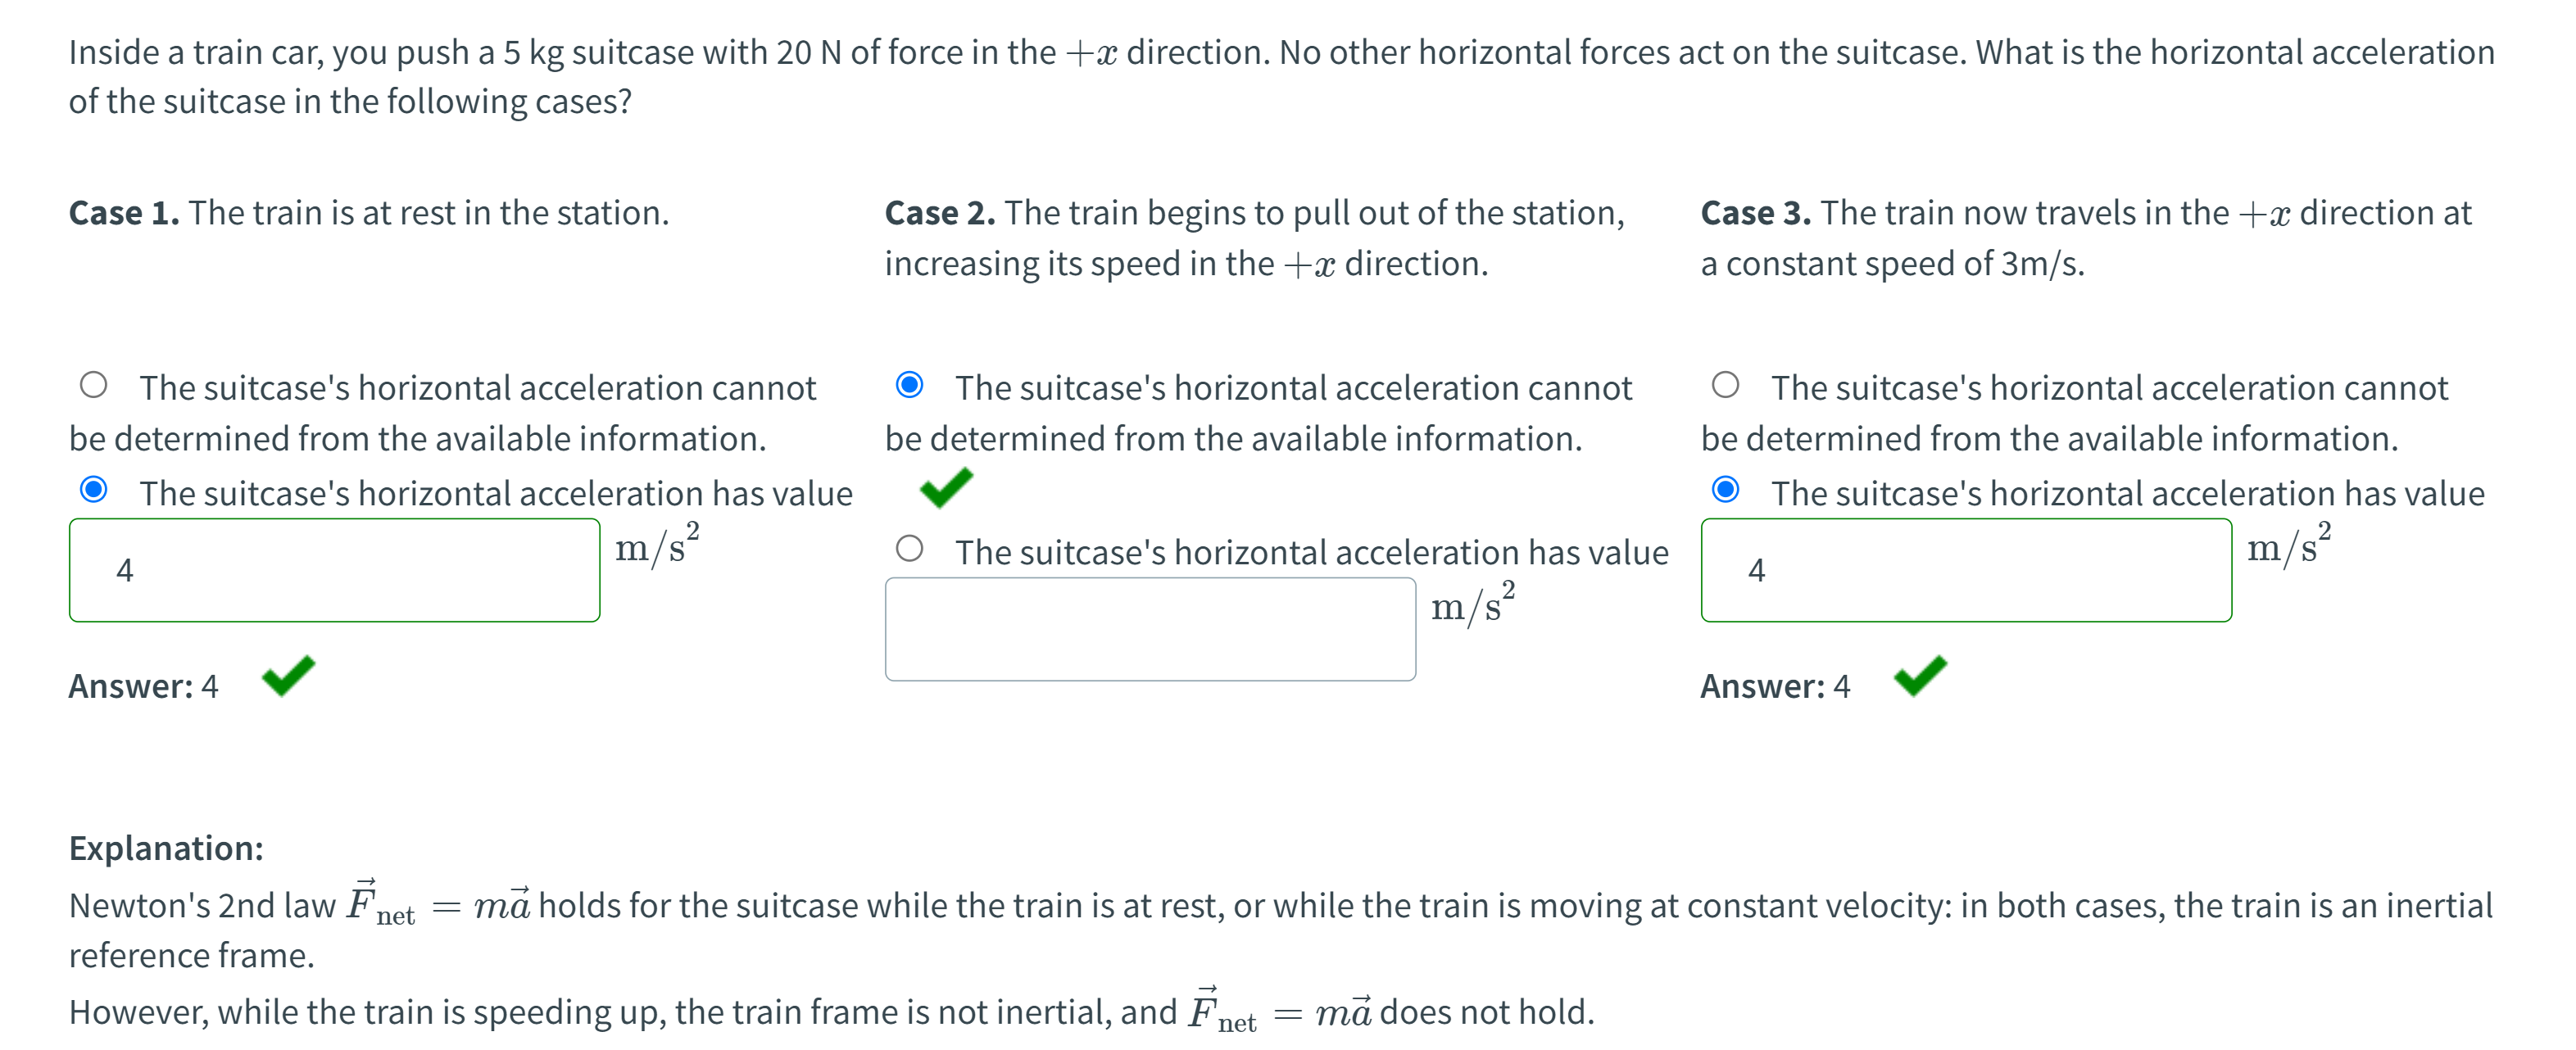 Inside a train car, you push a 5 kg suitcase with 20 N of force in the +x direction. No other horizontal forces act on the suitcase. What is the horizontal acceleration
of the suitcase in the following cases?
Case 1. The train is at rest in the station.
The suitcase's horizontal acceleration cannot
be determined from the available information.
The suitcase's horizontal acceleration has value
4 m/s²
Answer: 4
Case 2. The train begins to pull out of the station,
increasing its speed in the +x direction.
The suitcase's horizontal acceleration cannot
be determined from the available information.
The suitcase's horizontal acceleration has value
m/s²
Case 3. The train now travels in the +x direction at
a constant speed of 3m/s.
The suitcase's horizontal acceleration cannot
be determined from the available information.
The suitcase's horizontal acceleration has value
4 m/s²
Answer: 4
Explanation:
Newton's 2nd law F⃗net = ma⃗ holds for the suitcase while the train is at rest, or while the train is moving at constant velocity: in both cases, the train is an inertial
reference frame.
However, while the train is speeding up, the train frame is not inertial, and F⃗net = ma⃗ does not hold.